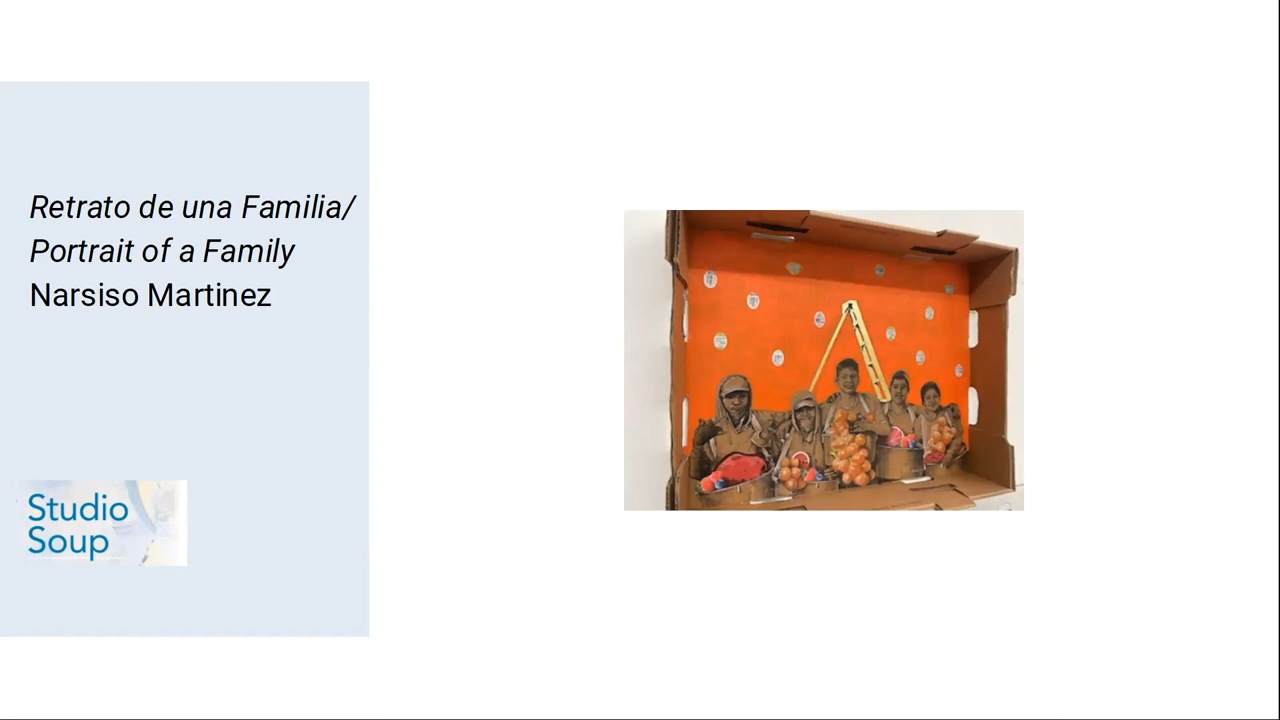 Retrato de una Familia/
Portrait of a Family
Narsiso Martinez
Studio
Soup